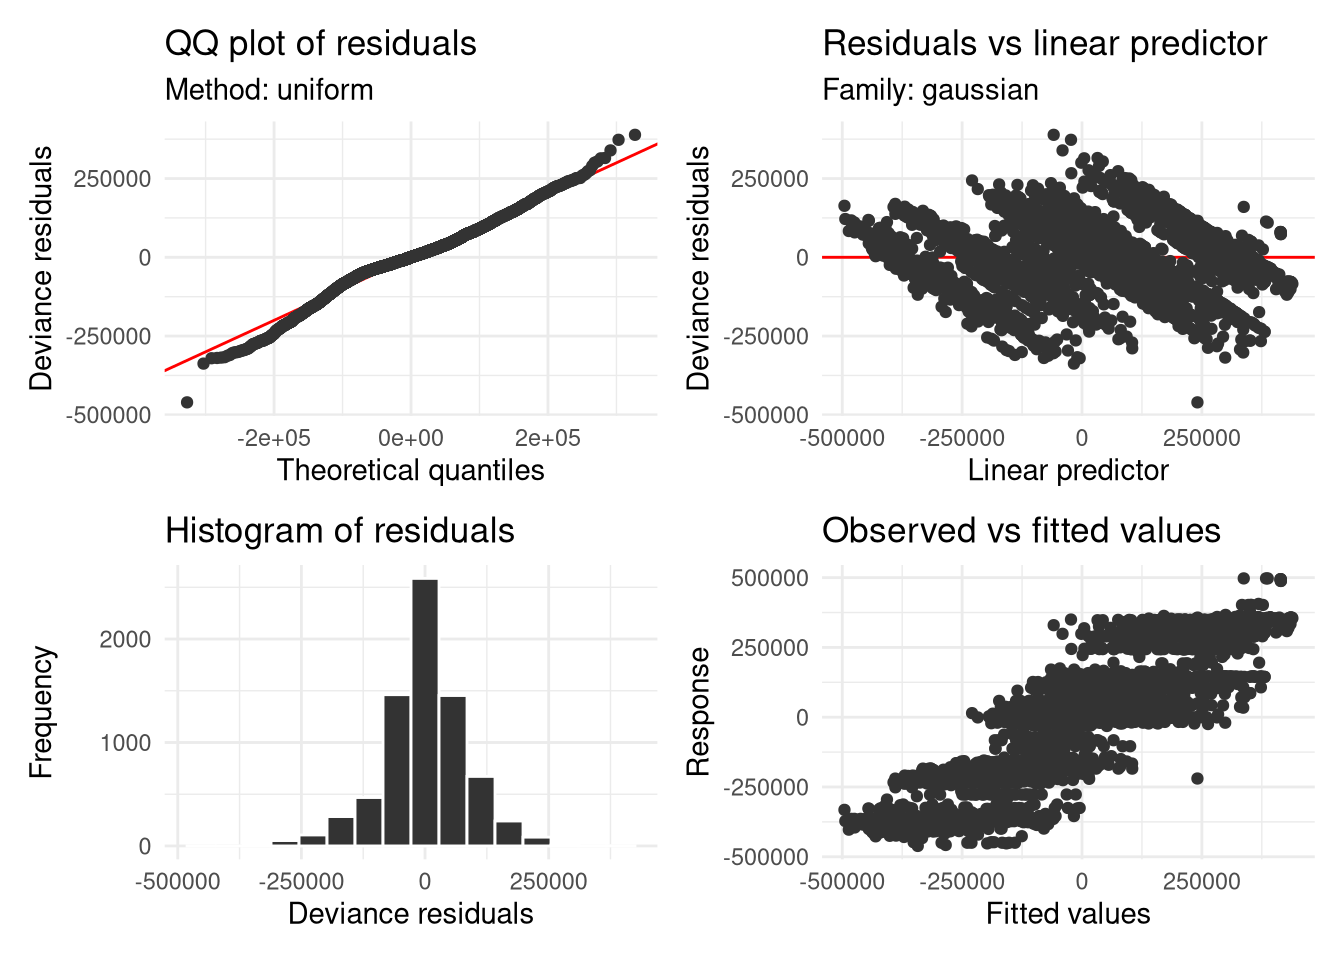 QQ plot of residuals
Method: uniform
Deviance residuals
250000
0
-250000
-500000
-2e+05
0e+00
2e+05
Theoretical quantiles
Residuals vs linear predictor
Family: gaussian
Deviance residuals
250000
0
-250000
-500000
-500000
-250000
0
250000
Linear predictor
Histogram of residuals
Frequency
2000
1000
0
-500000
-250000
0
250000
Deviance residuals
Observed vs fitted values
Response
500000
250000
0
-250000
-500000
-500000
-250000
0
250000
Fitted values